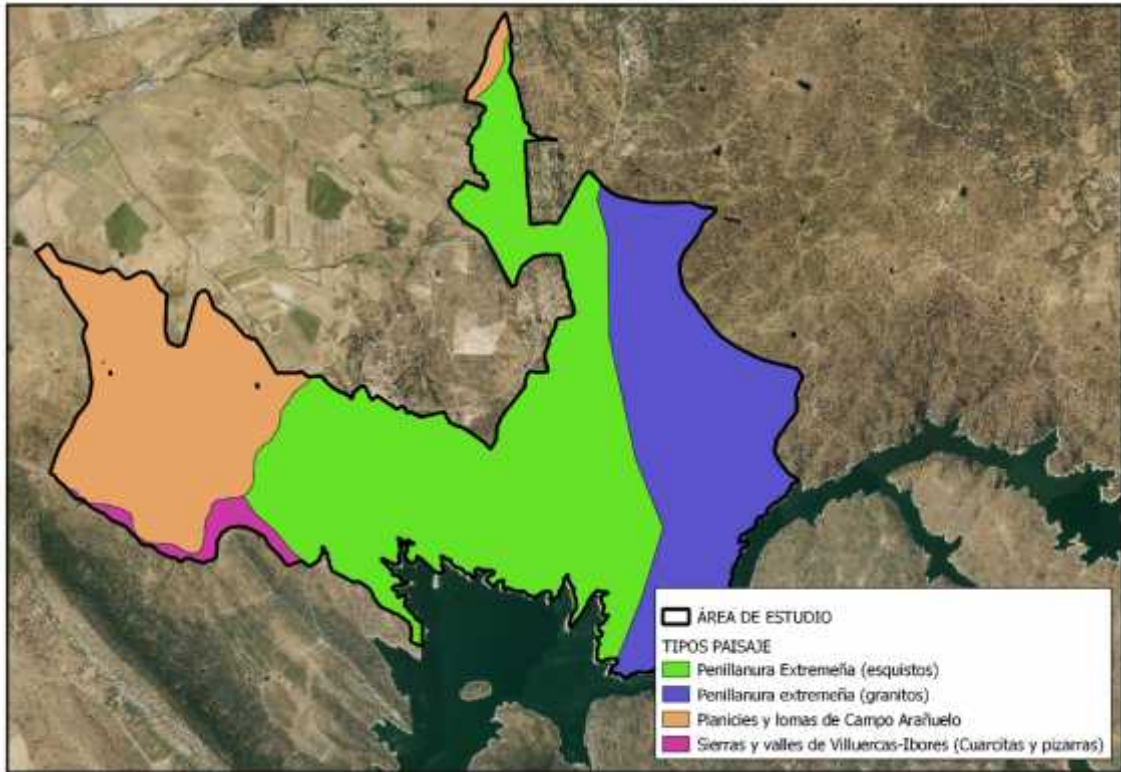 ÁREA DE ESTUDIO
TIPOS PAISAJE
Penillanura Extremeña (esquistos)
Penillanura extremeña (granitos)
Planicies y lomas de Campo Arañuelo
Sierras y valles de Villuercas-Ibores (Cuarcitas y pizarras)